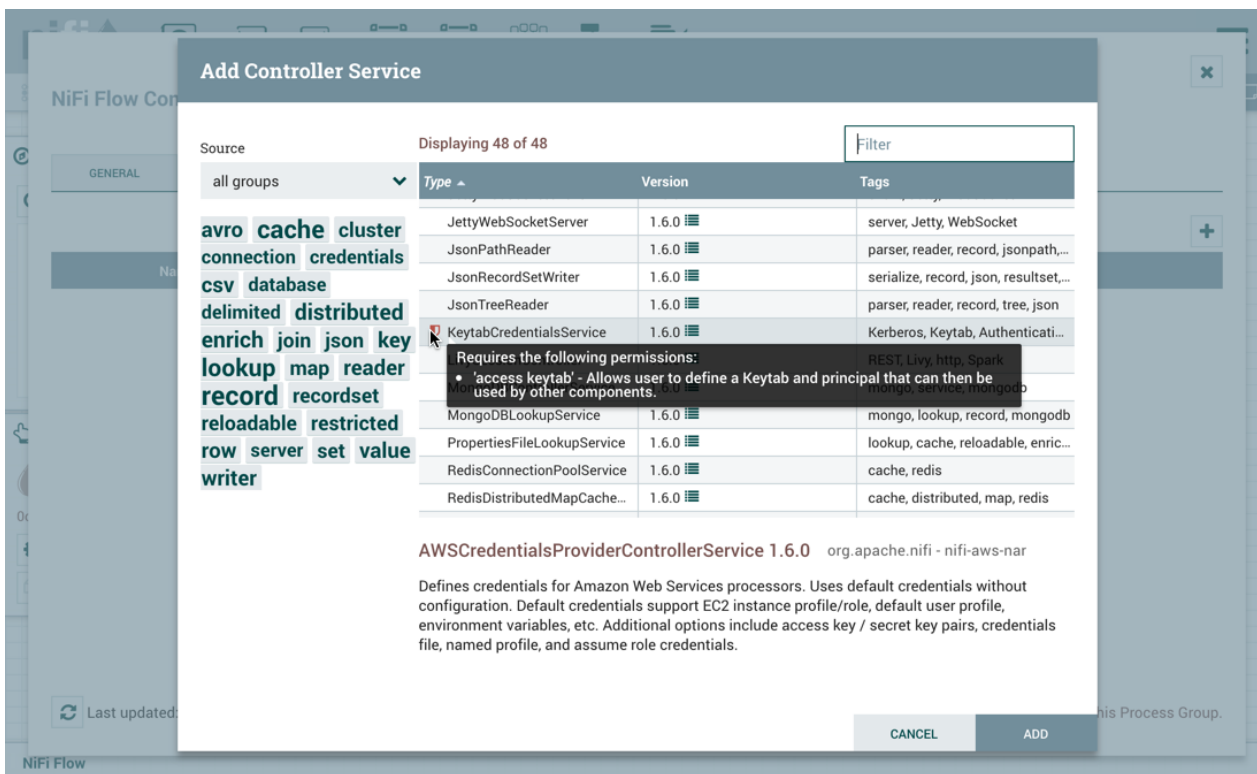 nifi
Add Controller Service
NiFi Flow Con
GENERAL
Source
Displaying 48 of 48
Filter
all groups
Type
Version
Tags
JettyWebSocketServer 1.6.0 server, Jetty, WebSocket
avro cache cluster
JsonPathReader 1.6.0 parser, reader, record, jsonpath,...
connection credentials
JsonRecordSetWriter 1.6.0 serialize, record, json, resultset,...
csv database
JsonTreeReader 1.6.0 parser, reader, record, tree, json
delimited distributed
KeytabCredentialsService 1.6.0 Kerberos, Keytab, Authenticati...
enrich join json key
Requires the following permissions:
REST, Livy, http, Spark
lookup map reader
• 'access keytab' - Allows user to define a Keytab and principal that can then be
used by other components.
mongo, service, mongodb
record recordset
MongoDBLookupService 1.6.0 mongo, lookup, record, mongodb
reloadable restricted
PropertiesFileLookupService 1.6.0 lookup, cache, reloadable, enric...
row server set value
RedisConnectionPoolService 1.6.0 cache, redis
writer
RedisDistributedMapCache... 1.6.0 cache, distributed, map, redis
Na
AWSCredentialsProviderControllerService 1.6.0 org.apache.nifi - nifi-aws-nar
Defines credentials for Amazon Web Services processors. Uses default credentials without
configuration. Default credentials support EC2 instance profile/role, default user profile,
environment variables, etc. Additional options include access key / secret key pairs, credentials
file, named profile, and assume role credentials.
Last updated:
his Process Group.
CANCEL
ADD
NiFi Flow